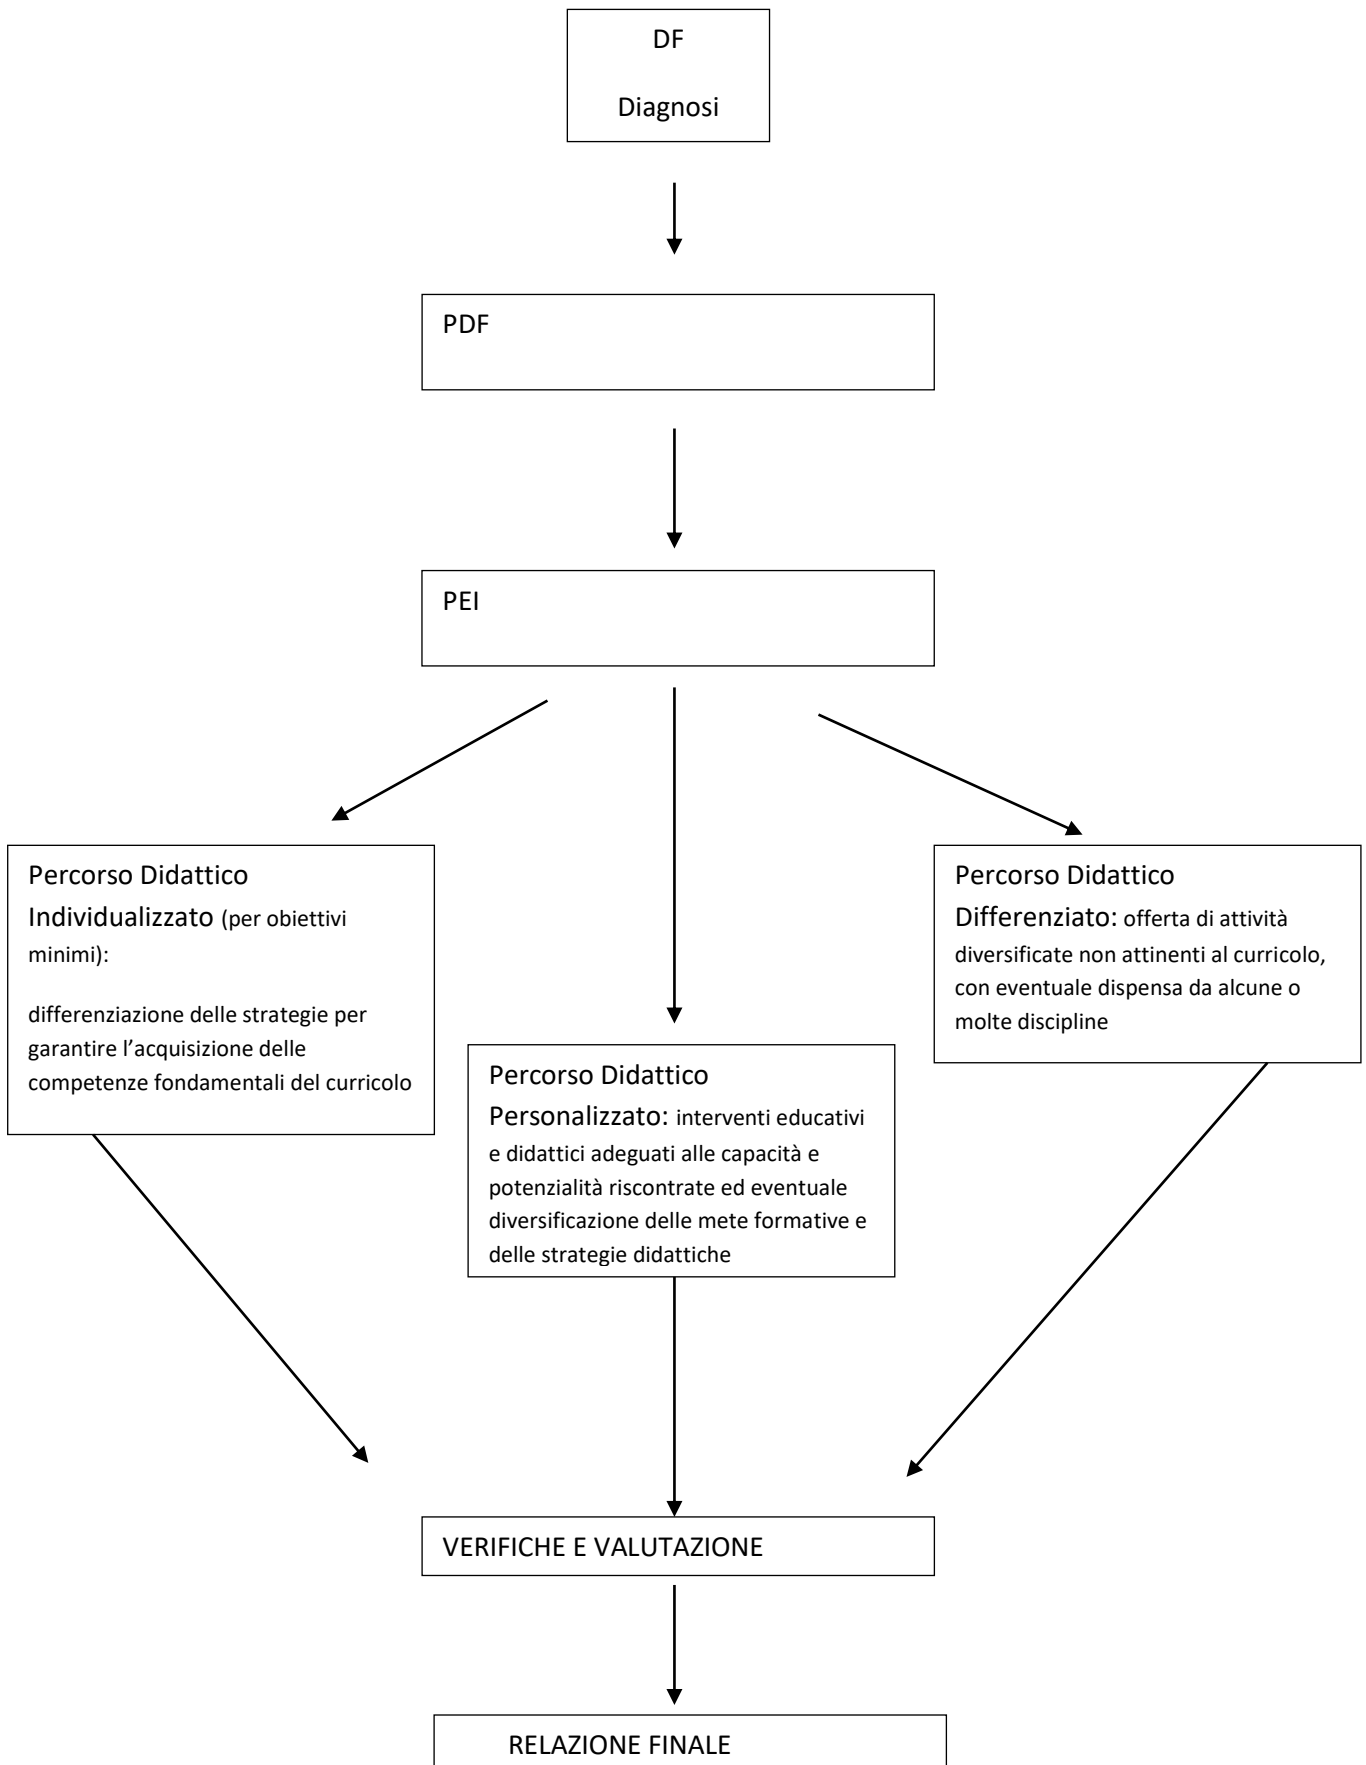 DF
Diagnosi
PDF
PEI
Percorso Didattico
Individualizzato (per obiettivi
minimi):
differenziazione delle strategie per
garantire l’acquisizione delle
competenze fondamentali del curricolo
Percorso Didattico
Personalizzato: interventi educativi
e didattici adeguati alle capacità e
potenzialità riscontrate ed eventuale
diversificazione delle mete formative e
delle strategie didattiche
Percorso Didattico
Differenziato: offerta di attività
diversificate non attinenti al curricolo,
con eventuale dispensa da alcune o
molte discipline
VERIFICHE E VALUTAZIONE
RELAZIONE FINALE